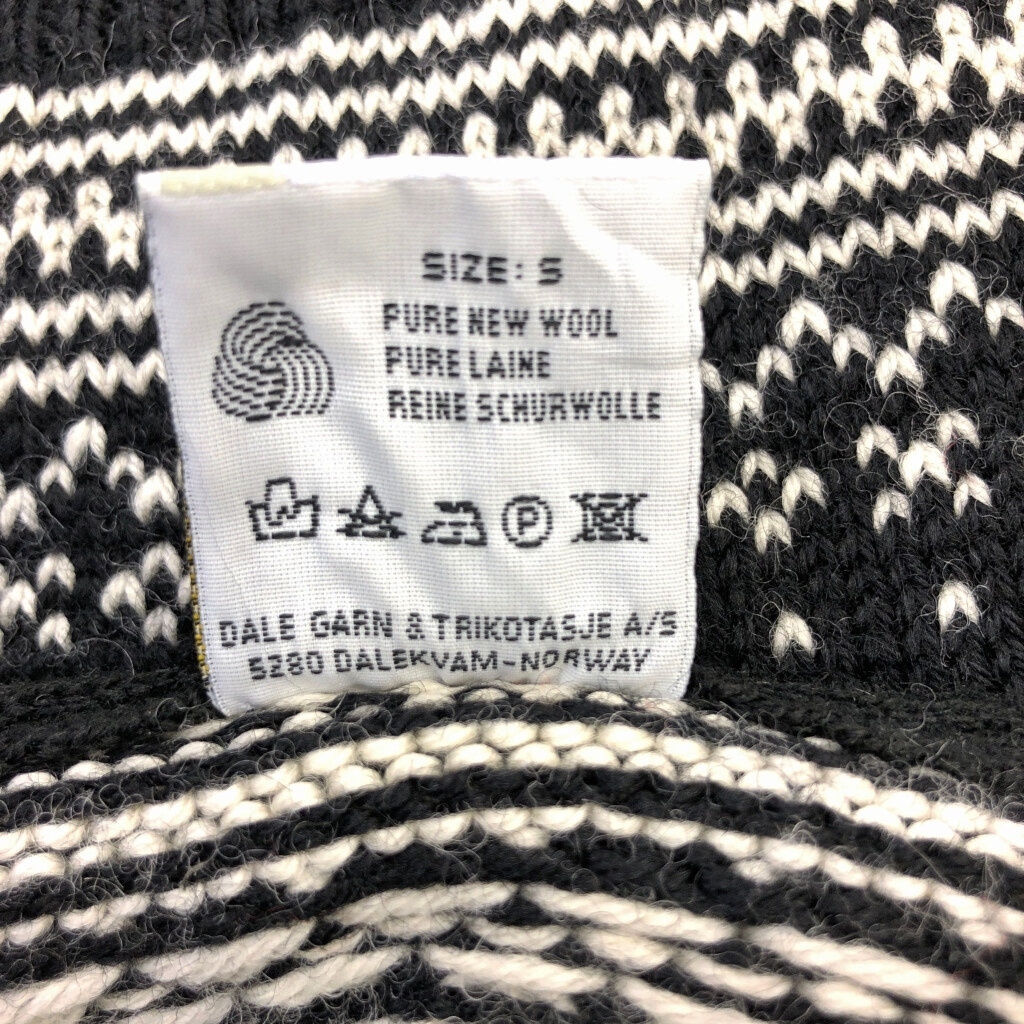 SIZE: S
PURE NEW WOOL
PURE LAINE
REINE SCHURWOLLE
P
DALE GARN & TRIKOTASJE A/S
5280 DALEKVAM-NORWAY